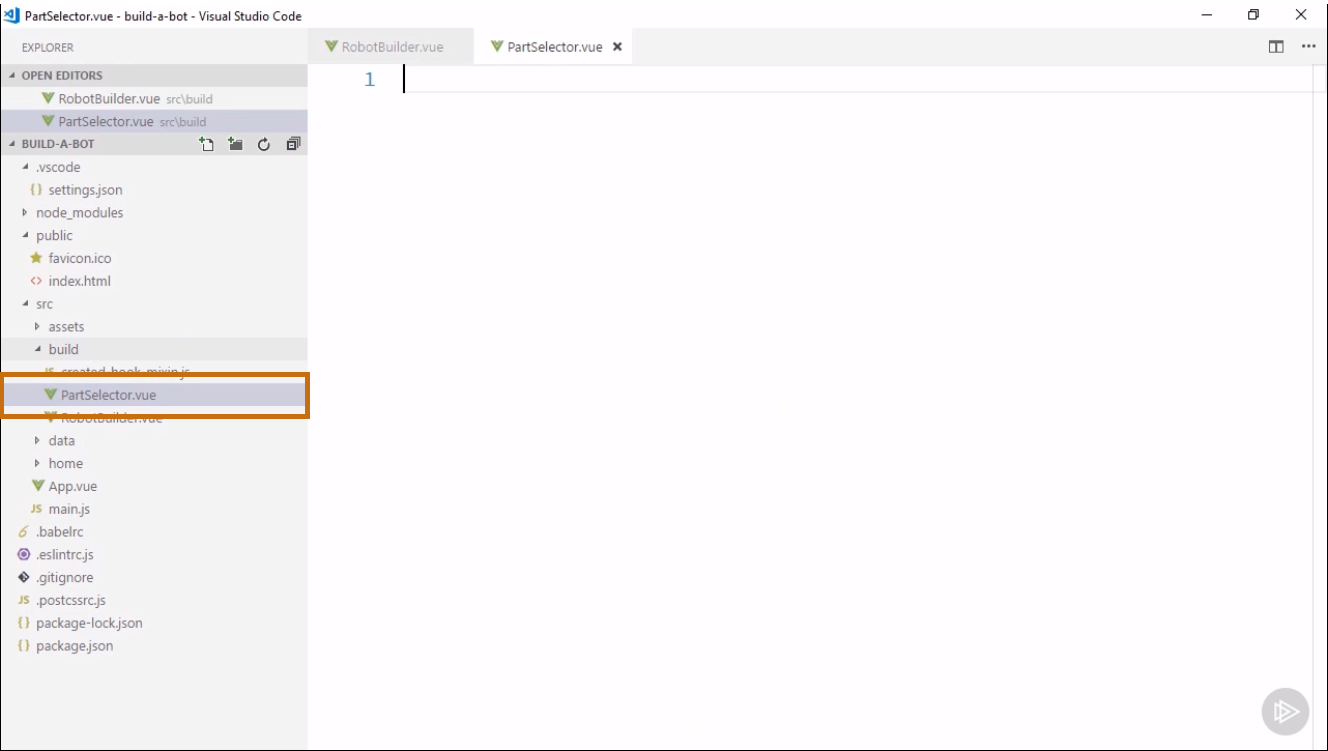 PartSelector.vue - build-a-bot - Visual Studio Code
EXPLORER
RobotBuilder.vue
PartSelector.vue
OPEN EDITORS
RobotBuilder.vue src\build
PartSelector.vue src\build
BUILD-A-BOT
.vscode
{} settings.json
node_modules
public
favicon.ico
<> index.html
src
assets
build
JS created-hook-mixin.js
PartSelector.vue
RobotBuilder.vue
data
home
App.vue
JS main.js
6 .babelrc
.eslintrc.js
.gitignore
JS .postcssrc.js
{} package-lock.json
{} package.json
1